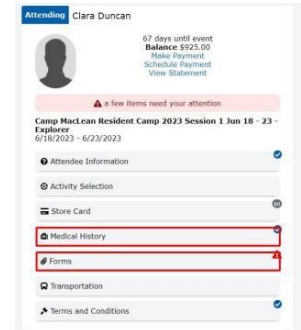 Attending Clara Duncan
67 days until event
Balance $925.00
Make Payment
Schedule Payment
View Statement
a few items need your attention
Camp MacLean Resident Camp 2023 Session 1 Jun 18 - 23 -
Explorer
6/18/2023 - 6/23/2023
Attendee Information
Activity Selection
Store Card
Medical History
Forms
Transportation
Terms and Conditions